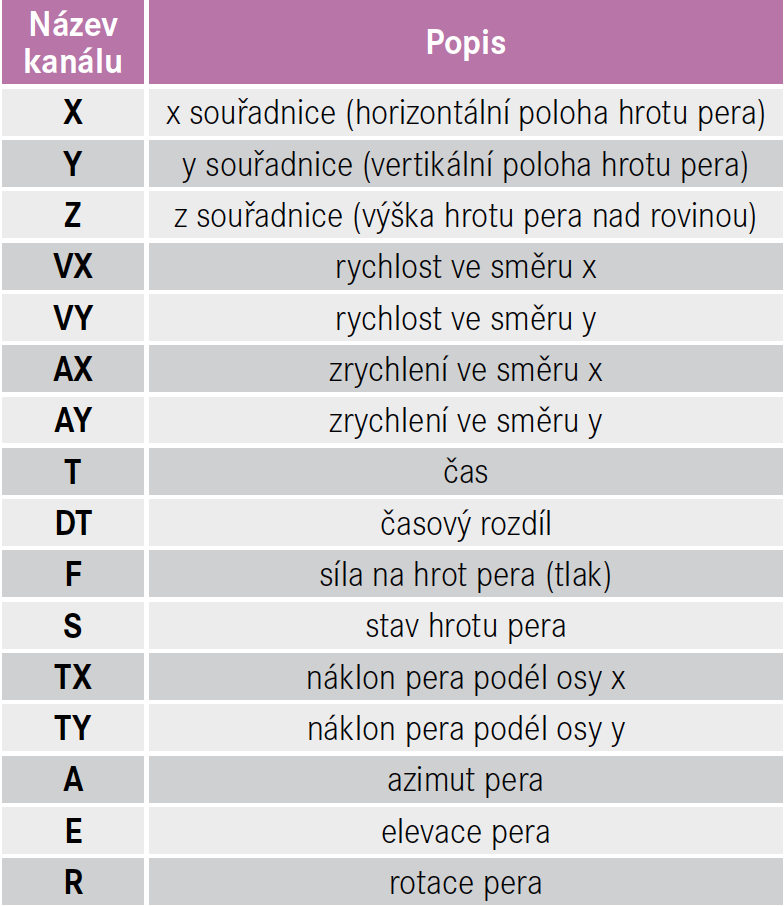 Název
kanálu
Popis
X x souřadnice (horizontální poloha hrotu pera)
Y y souřadnice (vertikální poloha hrotu pera)
Z z souřadnice (výška hrotu pera nad rovinou)
VX rychlost ve směru x
VY rychlost ve směru y
AX zrychlení ve směru x
AY zrychlení ve směru y
T čas
DT časový rozdíl
F síla na hrot pera (tlak)
S stav hrotu pera
TX náklon pera podél osy x
TY náklon pera podél osy y
A azimut pera
E elevace pera
R rotace pera